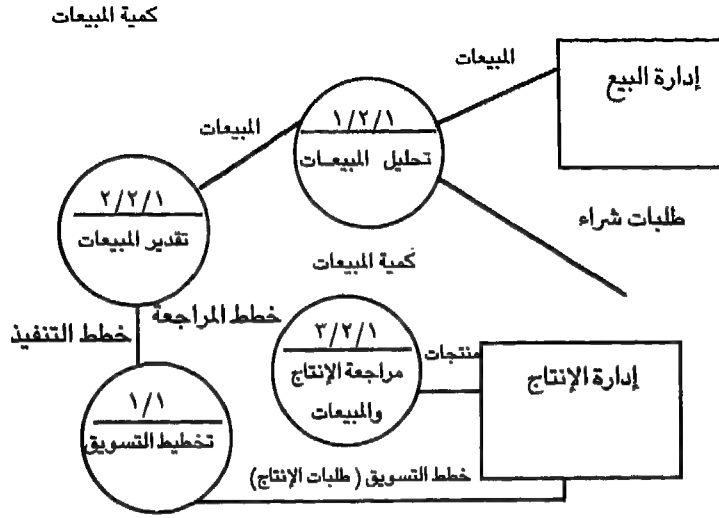 كمية المبيعات
المبيعات
إدارة البيع
المبيعات
١/٢/١
تحليل المبيعات
٢/٢/١
تقدير المبيعات
طلبات شراء
كمية المبيعات
خطط المراجعة
خطط التنفيذ
٣/٢/١
مراجعة الإنتاج
والمبيعات
منتجات
إدارة الإنتاج
١/١
تخطيط التسويق
خطط التسويق (طلبات الإنتاج)